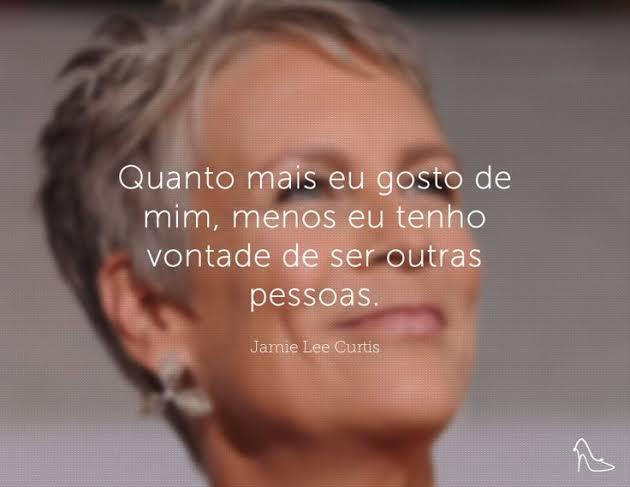 Quanto mais eu gosto de
mim, menos eu tenho
vontade de ser outras
pessoas.
Jamie Lee Curtis